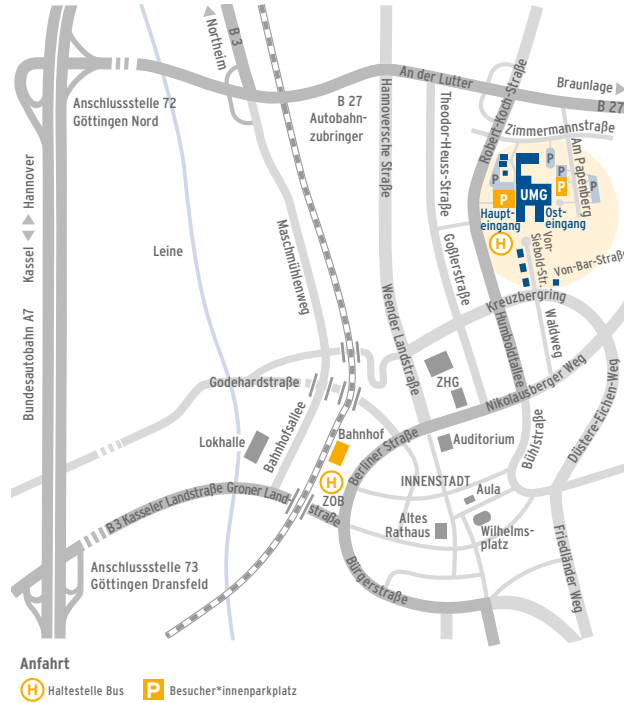 Northeim
B 3
An der Lutter
Braunlage
B 27
Anschlussstelle 72
Göttingen Nord
B 27
Autobahn-
zubringer
Hannoversche Straße
Theodor-Heuss-Straße
Robert-Koch-Straße
Zimmermannstraße
Am Papenberg
P
P
P
P
P
P
UMG
Haupt-
eingang
Ost-
eingang
H
Von-
Siebold-Str.
Von-Bar-Straße
Kassel
Hannover
Bundesautobahn A7
Leine
Maschmühlenweg
Goßlerstraße
Kreuzbergring
Humboldtallee
Waldweg
Weender Landstraße
Godehardstraße
ZHG
Nikolausberger Weg
Düstere-Eichen-Weg
Lokhalle
Bahnhofsallee
Bahnhof
Berliner Straße
Auditorium
Bühlstraße
H
ZOB
INNENSTADT
Aula
B3 Kasseler Landstraße
Groner Land-
straße
Altes
Rathaus
Wilhelms-
platz
Friedländer Weg
Anschlussstelle 73
Göttingen Dransfeld
Bürgerstraße
Anfahrt
H Haltestelle Bus
P Besucher*innenparkplatz